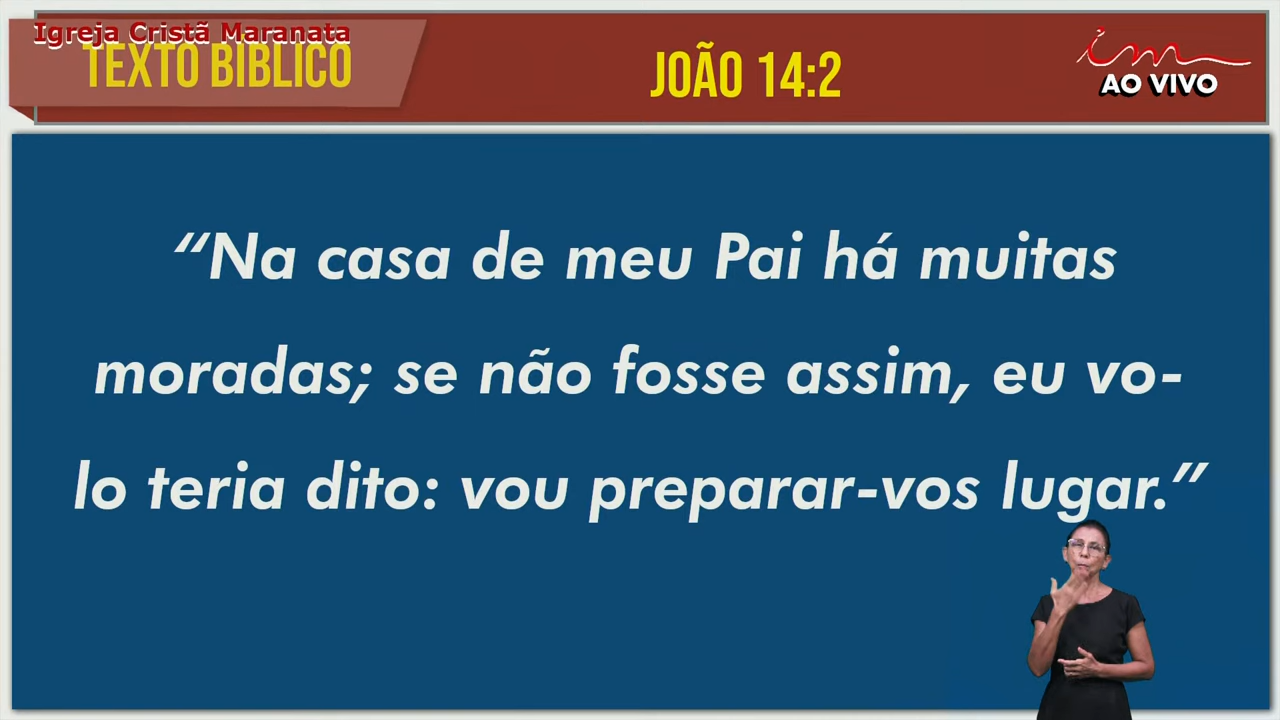 Igreja Cristã Maranata
TEXTO BÍBLICO
JOÃO 14:2
im
AO VIVO
“Na casa de meu Pai há muitas
moradas; se não fosse assim, eu vo-
lo teria dito: vou preparar-vos lugar.”